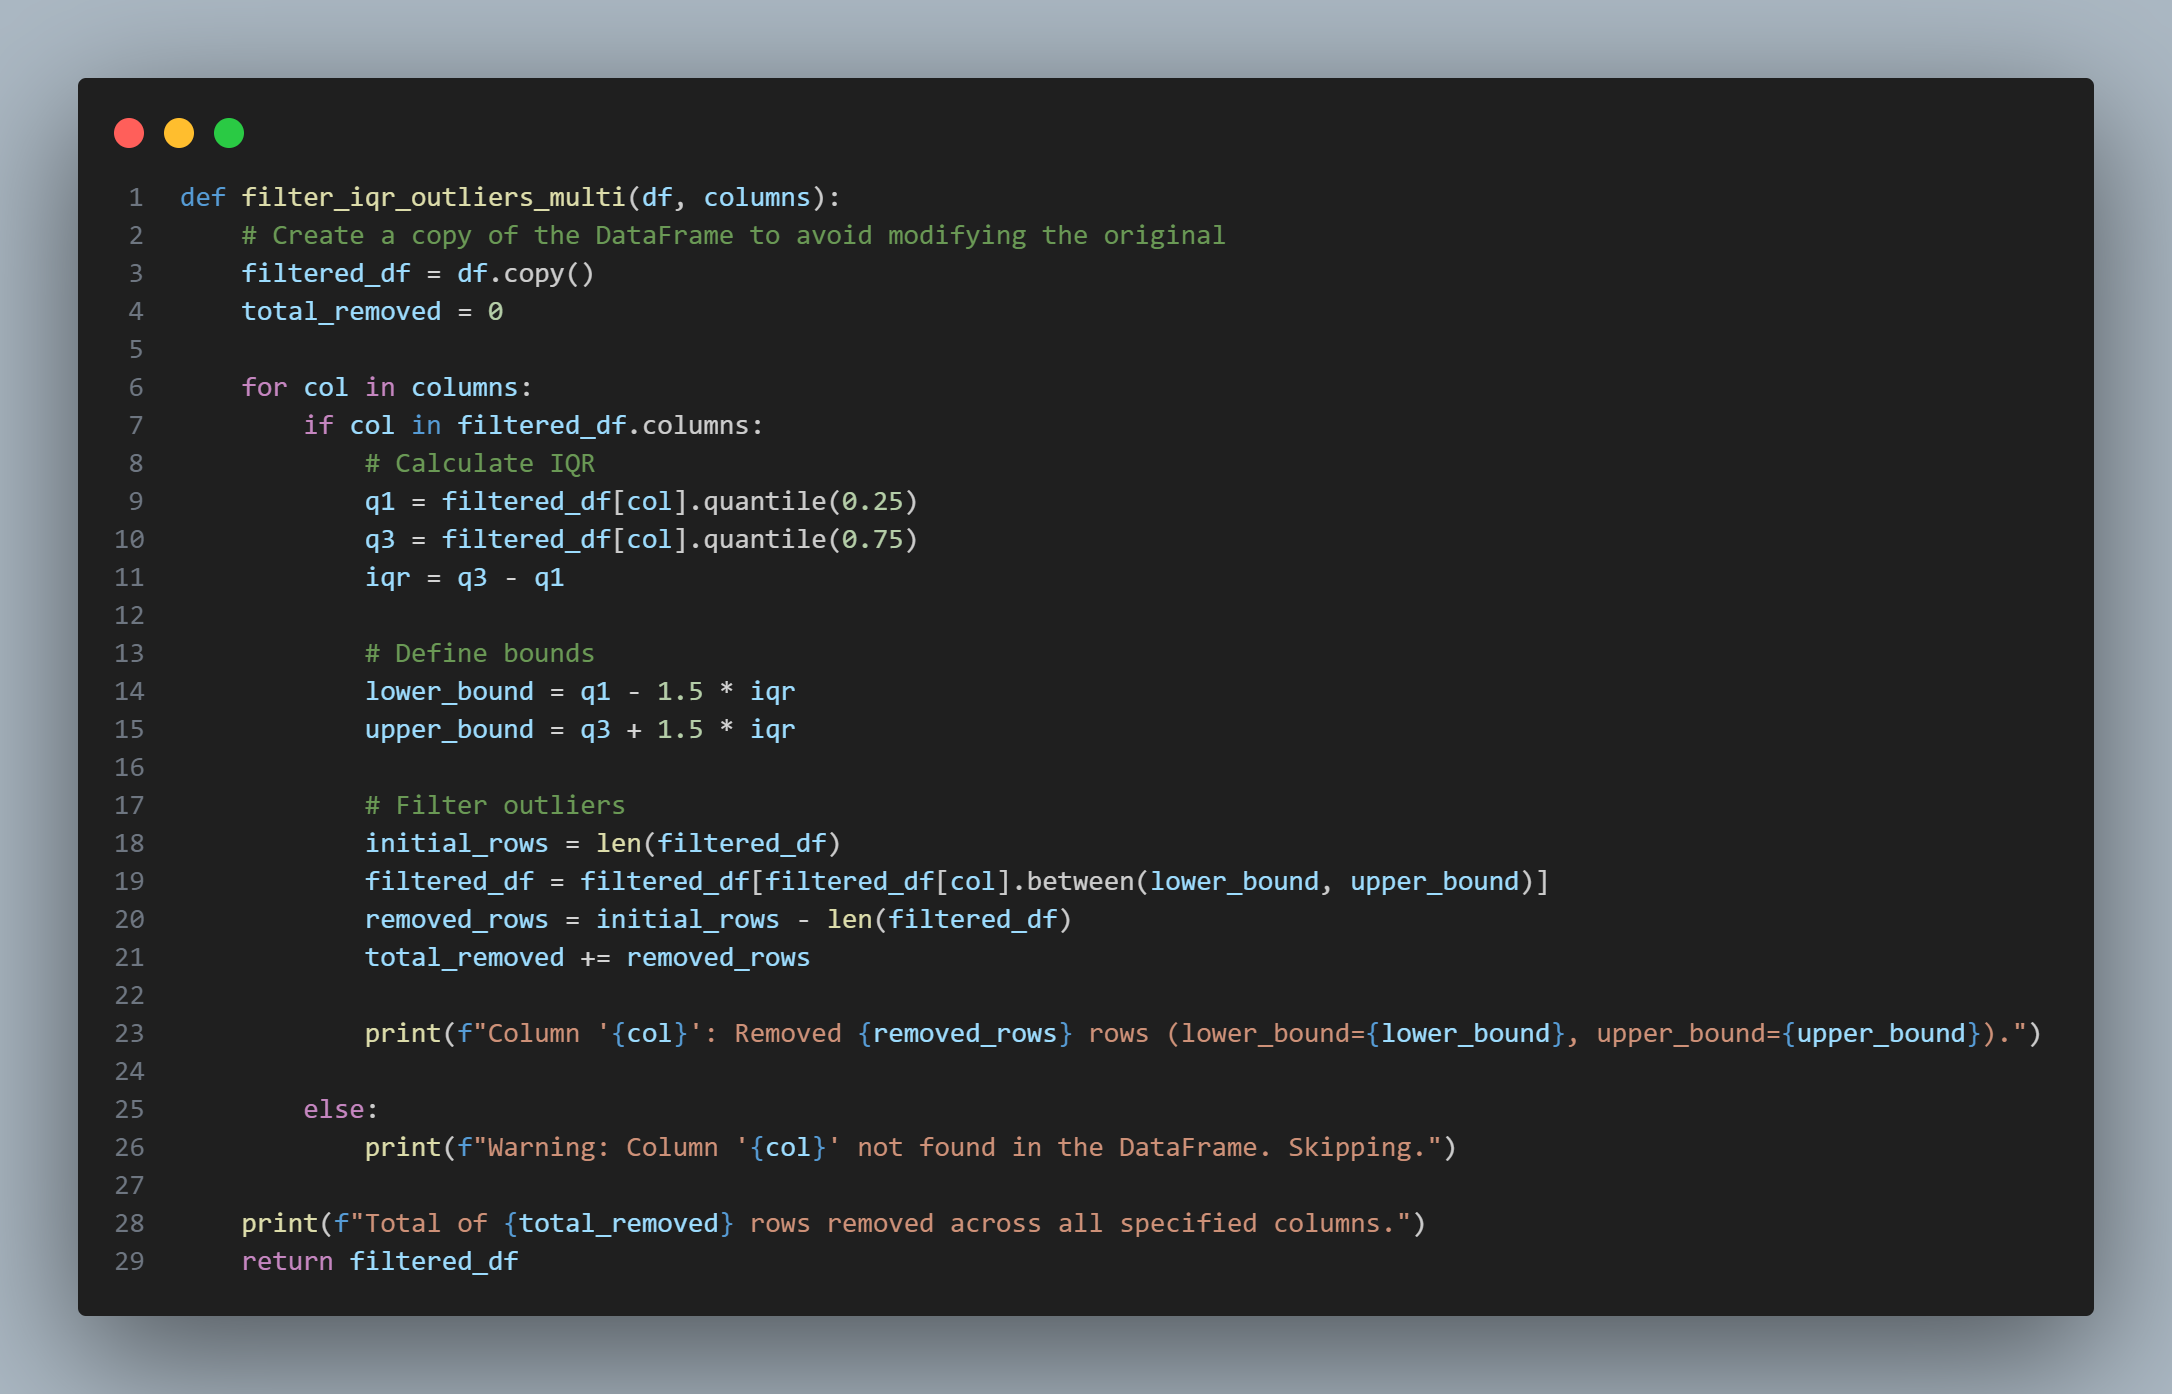 1 def filter_iqr_outliers_multi(df, columns):
2     # Create a copy of the DataFrame to avoid modifying the original
3     filtered_df = df.copy()
4     total_removed = 0
5
6     for col in columns:
7         if col in filtered_df.columns:
8             # Calculate IQR
9             q1 = filtered_df[col].quantile(0.25)
10             q3 = filtered_df[col].quantile(0.75)
11             iqr = q3 - q1
12
13             # Define bounds
14             lower_bound = q1 - 1.5 * iqr
15             upper_bound = q3 + 1.5 * iqr
16
17             # Filter outliers
18             initial_rows = len(filtered_df)
19             filtered_df = filtered_df[filtered_df[col].between(lower_bound, upper_bound)]
20             removed_rows = initial_rows - len(filtered_df)
21             total_removed += removed_rows
22
23             print(f"Column '{col}': Removed {removed_rows} rows (lower_bound={lower_bound}, upper_bound={upper_bound}).")
24
25         else:
26             print(f"Warning: Column '{col}' not found in the DataFrame. Skipping.")
27
28     print(f"Total of {total_removed} rows removed across all specified columns.")
29     return filtered_df